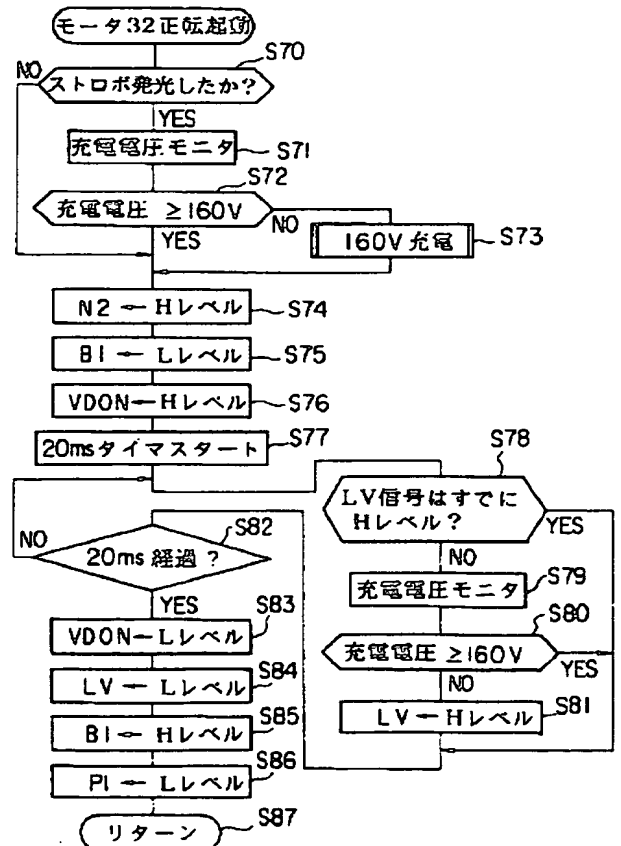 モータ32正転起動
S70
NO
ストロボ発光したか?
YES
充電電圧モニタ
S71
S72
充電電圧 ≥160V
NO
YES
160V充電
S73
N2 ← Hレベル
S74
B1 ← Lレベル
S75
VDON ← Hレベル
S76
20msタイマスタート
S77
S78
LV信号はすでに
Hレベル?
YES
NO
充電電圧モニタ
S79
S80
充電電圧 ≥160V
YES
NO
LV ← Hレベル
S81
S82
NO
20ms 経過?
YES
VDON ← Lレベル
S83
LV ← Lレベル
S84
B1 ← Hレベル
S85
P1 ← Lレベル
S86
リターン
S87